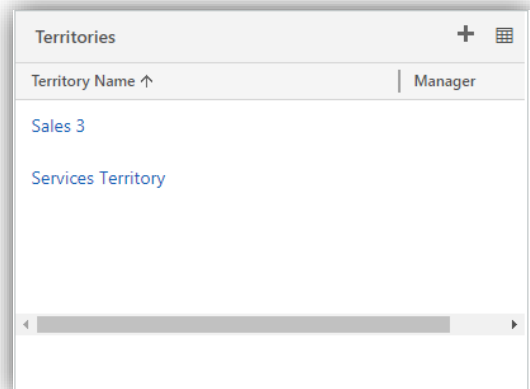 Territories
Territory Name ↑ Manager
Sales 3
Services Territory